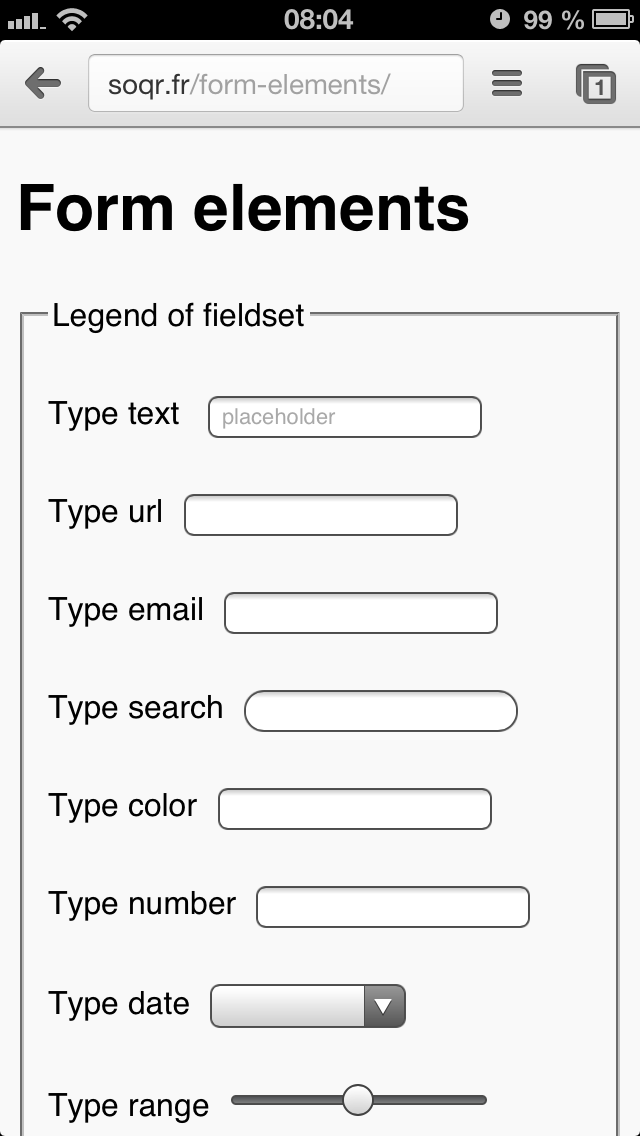 08:04 99 %
soqr.fr/form-elements/ 1
Form elements
Legend of fieldset
Type text placeholder
Type url
Type email
Type search
Type color
Type number
Type date
Type range